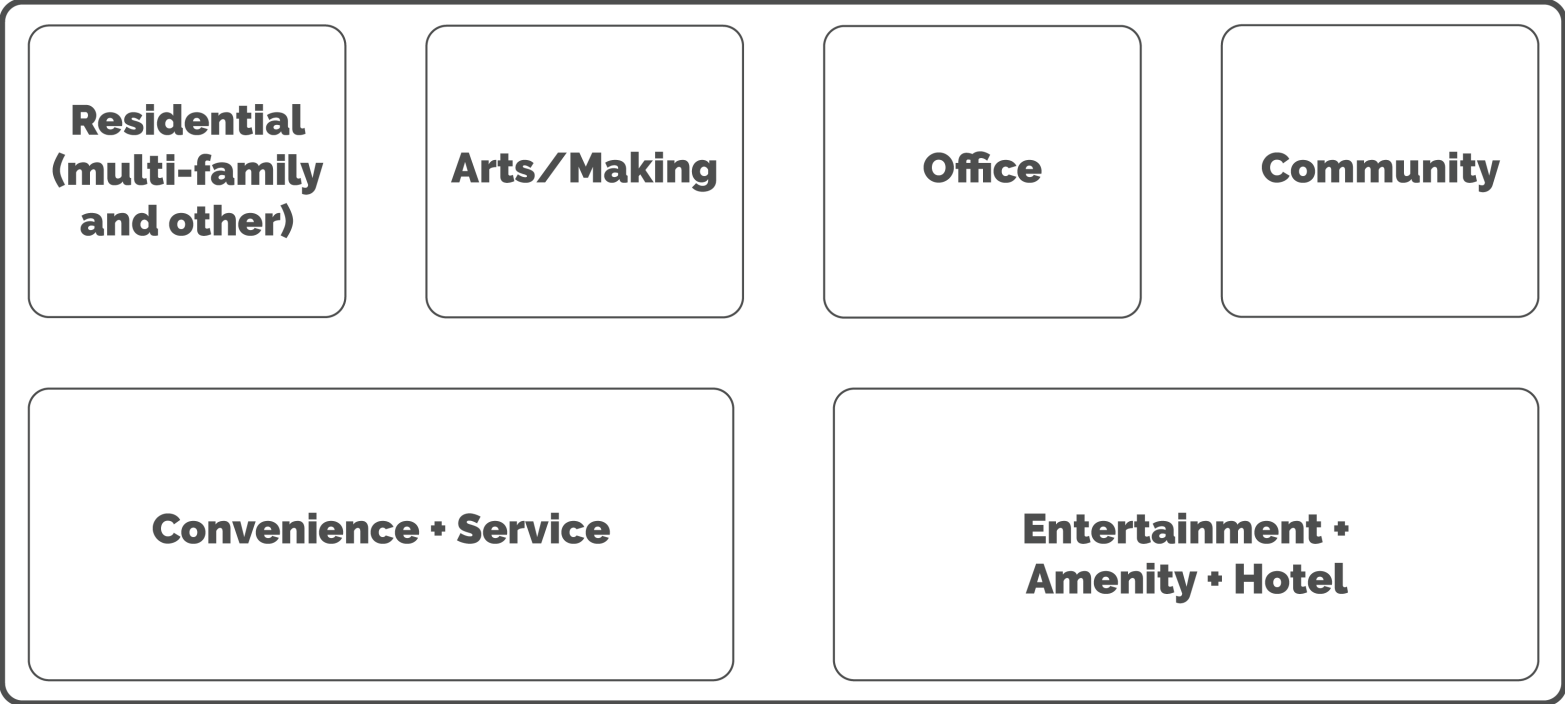 Residential
(multi-family
and other)
Arts/Making
Office
Community
Convenience + Service
Entertainment +
Amenity + Hotel